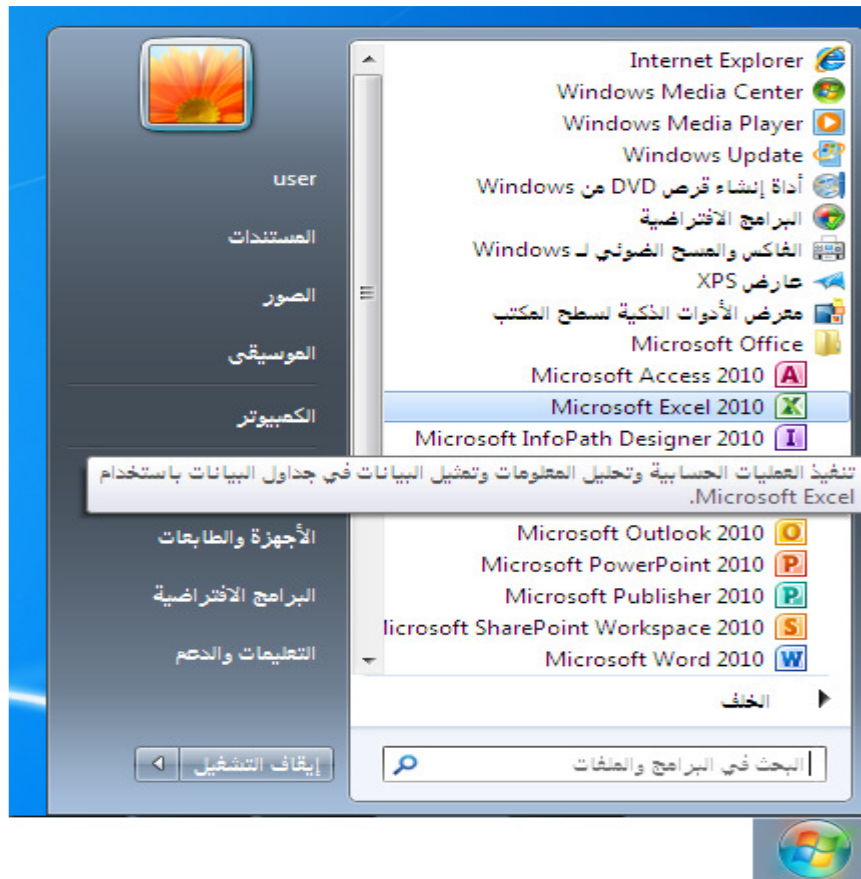 Internet Explorer
Windows Media Center
Windows Media Player
Windows Update
أداة إنشاء قرص DVD من Windows
البرامج الافتراضية
الفاكس والمسح الضوئي لـ Windows
عارض XPS
معرض الأدوات الذكية لسطح المكتب
Microsoft Office
Microsoft Access 2010
Microsoft Excel 2010
Microsoft InfoPath Designer 2010
تنفيذ العمليات الحسابية وتحليل المعلومات وتمثيل البيانات في جداول البيانات باستخدام
Microsoft Excel.
Microsoft Outlook 2010
Microsoft PowerPoint 2010
Microsoft Publisher 2010
licrosoft SharePoint Workspace 2010
Microsoft Word 2010
الخلف
البحث في البرامج والملفات
user
المستندات
الصور
الموسيقى
الكمبيوتر
الأجهزة والطابعات
البرامج الافتراضية
التعليمات والدعم
إيقاف التشغيل